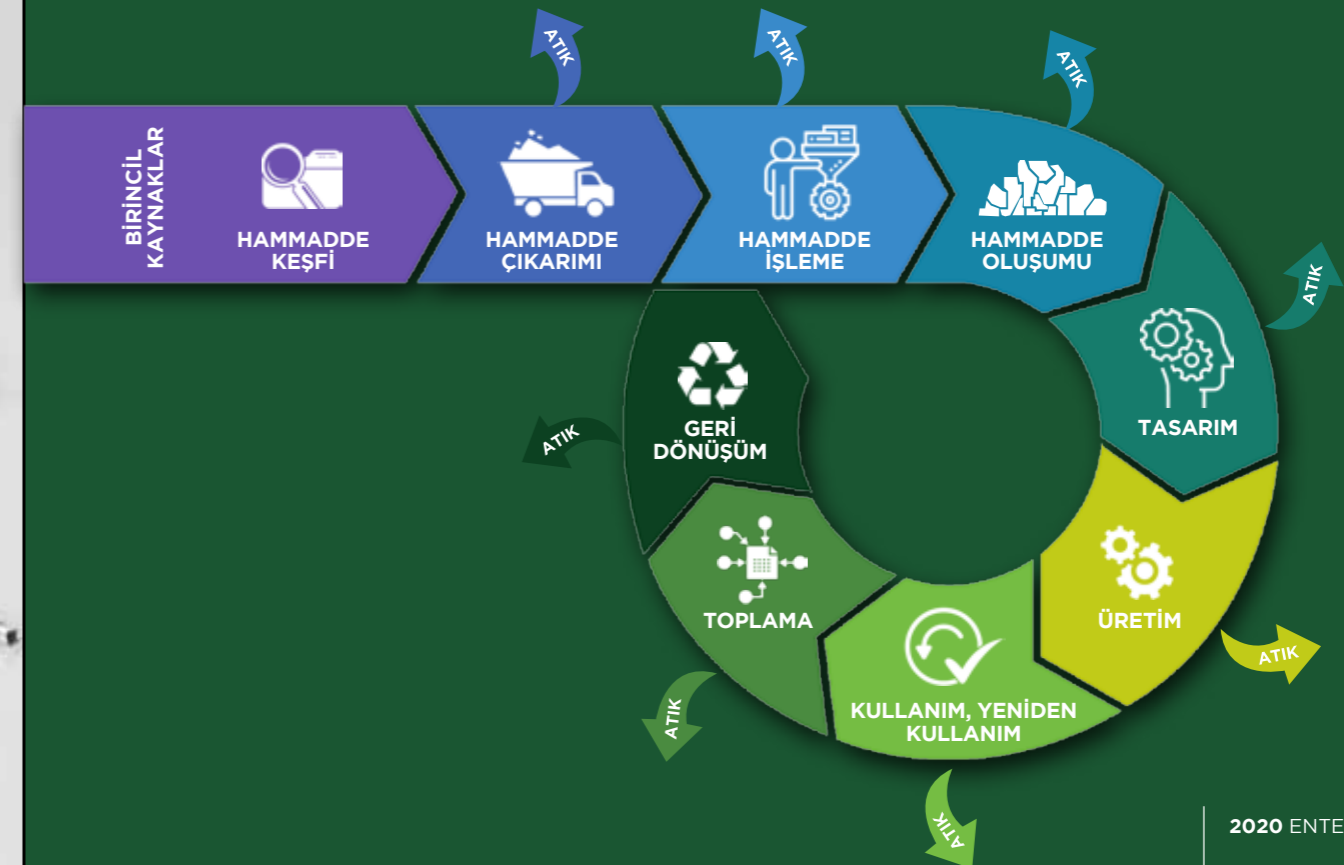 BİRİNCİL
KAYNAKLAR
HAMMADDE
KEŞFİ
ATIK
HAMMADDE
ÇIKARIMI
ATIK
HAMMADDE
İŞLEME
ATIK
HAMMADDE
OLUŞUMU
ATIK
TASARIM
ATIK
ÜRETİM
ATIK
KULLANIM, YENİDEN
KULLANIM
ATIK
TOPLAMA
ATIK
GERİ
DÖNÜŞÜM
2020 ENTE